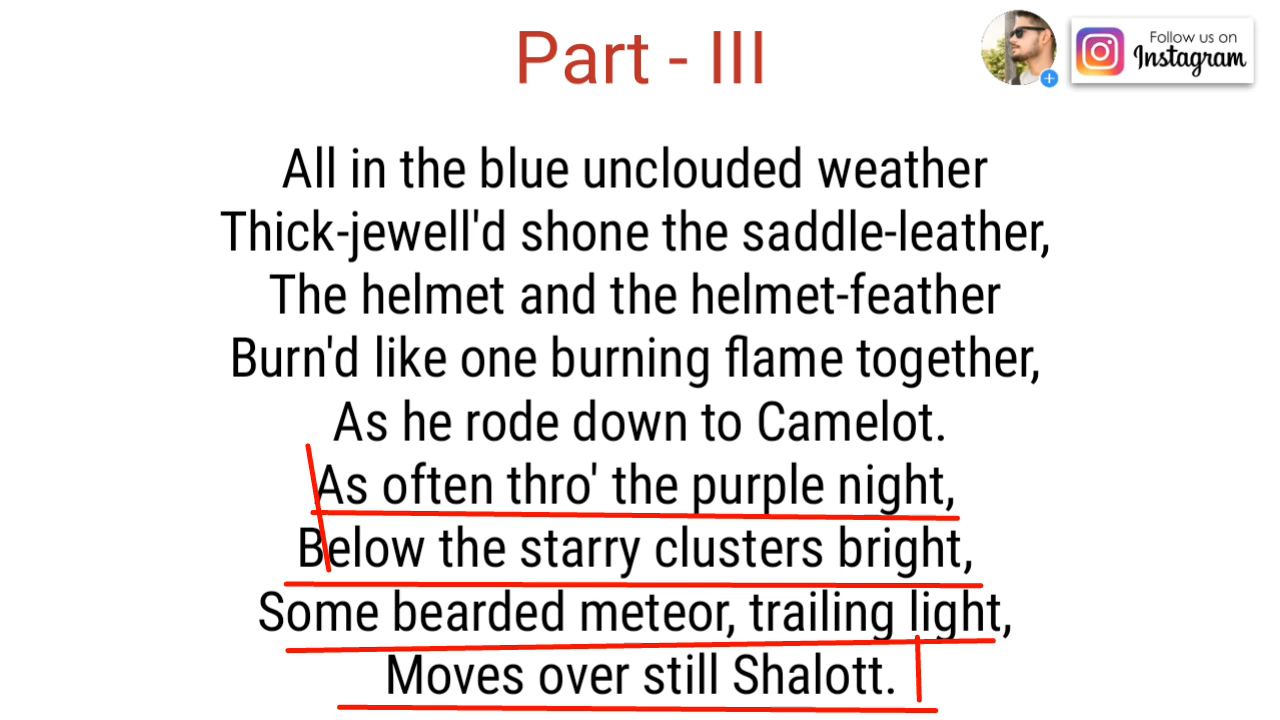 Part - III
Follow us on
Instagram
All in the blue unclouded weather
Thick-jewell'd shone the saddle-leather,
The helmet and the helmet-feather
Burn'd like one burning flame together,
As he rode down to Camelot.
As often thro' the purple night,
Below the starry clusters bright,
Some bearded meteor, trailing light,
Moves over still Shalott.